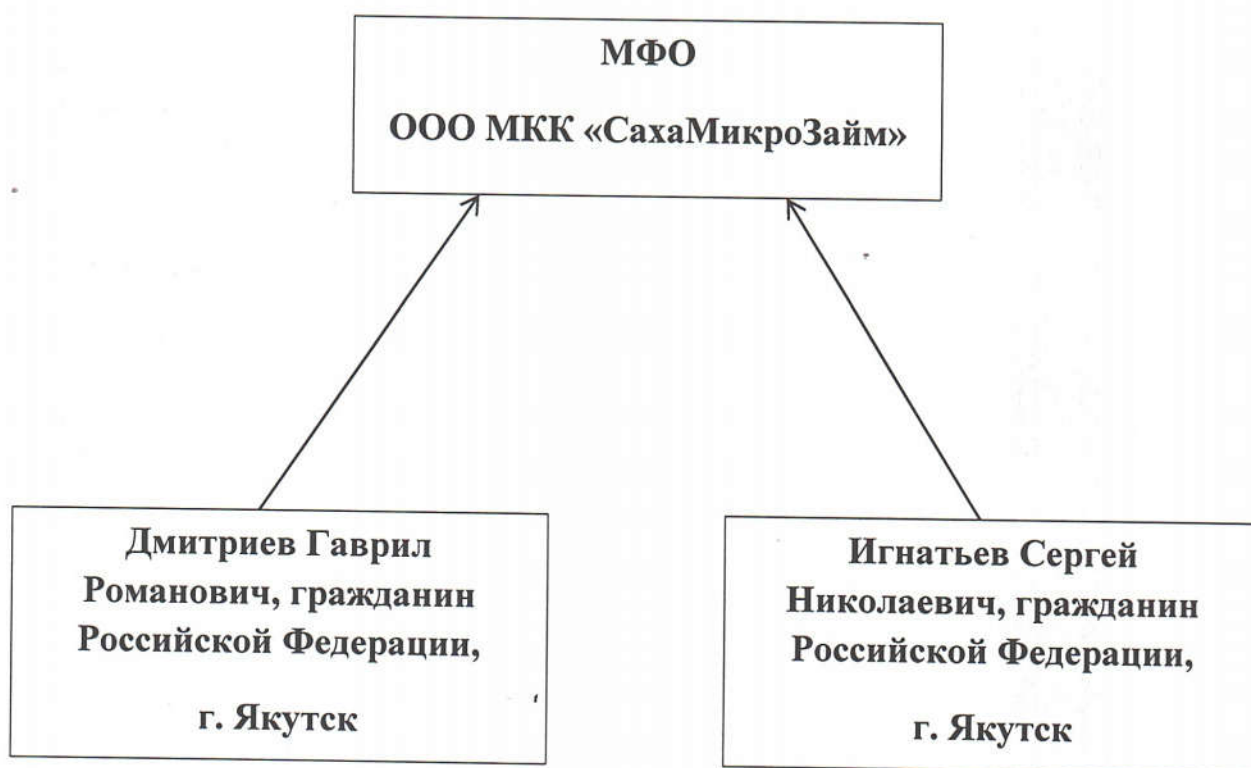 МФО
ООО МКК «СахаМикроЗайм»
Дмитриев Гаврил
Романович, гражданин
Российской Федерации,
г. Якутск
Игнатьев Сергей
Николаевич, гражданин
Российской Федерации,
г. Якутск